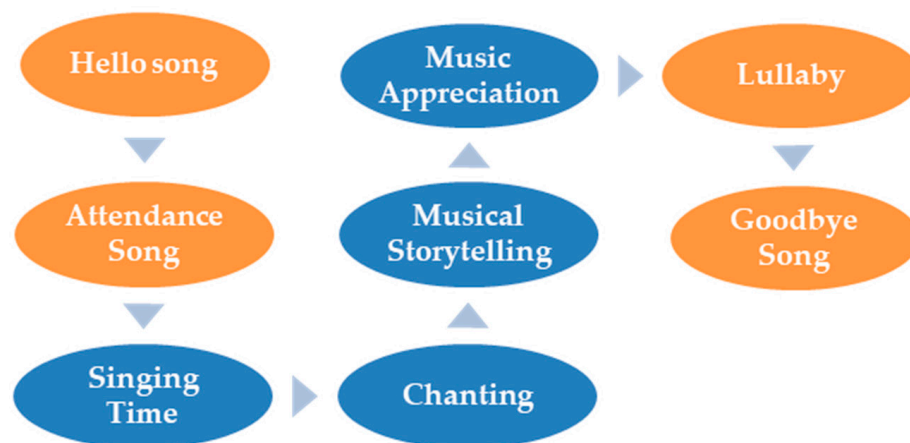 Hello song
Attendance
Song
Singing
Time
Chanting
Musical
Storytelling
Music
Appreciation
Lullaby
Goodbye
Song